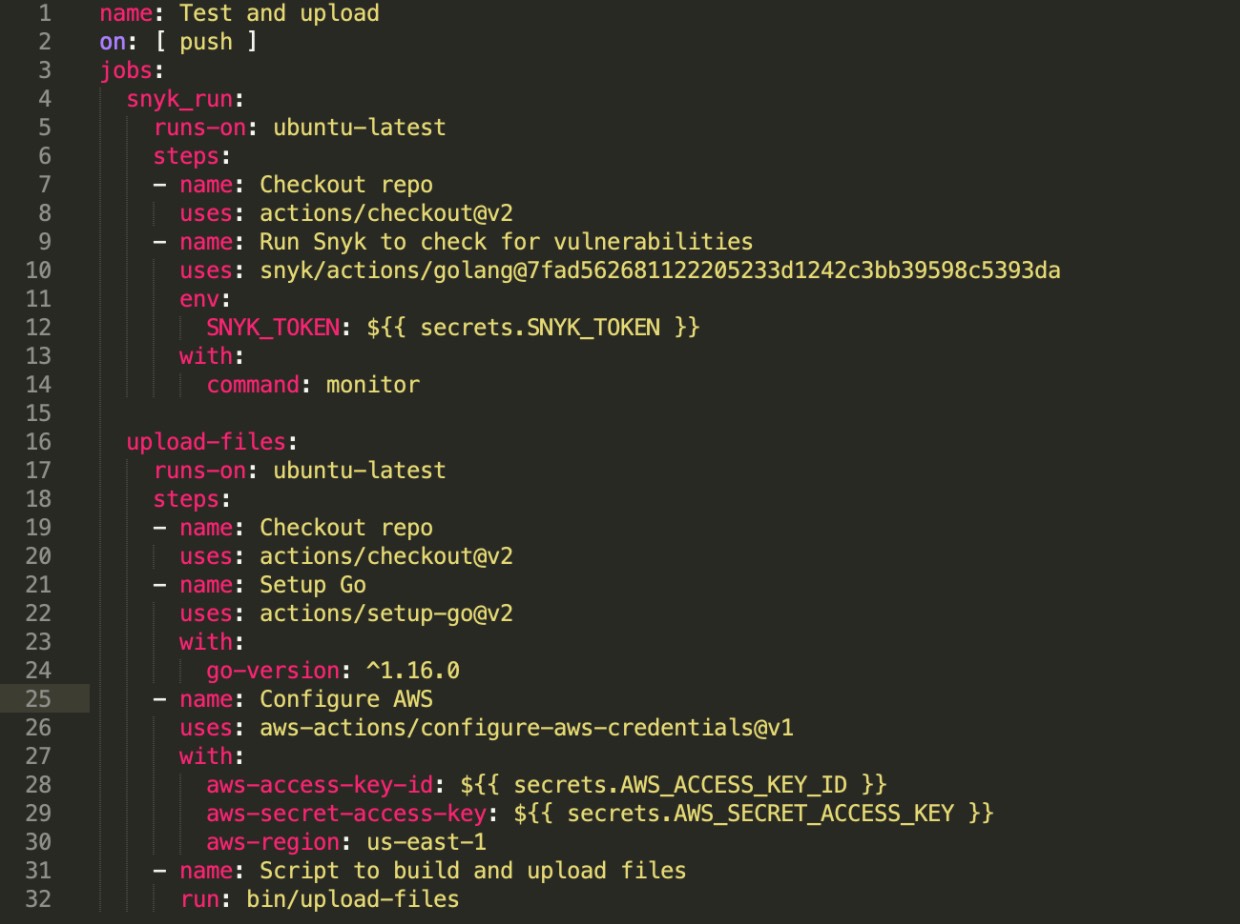 1 name: Test and upload
2 on: [ push ]
3 jobs:
4   snyk_run:
5     runs-on: ubuntu-latest
6     steps:
7     - name: Checkout repo
8       uses: actions/checkout@v2
9     - name: Run Snyk to check for vulnerabilities
10       uses: snyk/actions/golang@7fad562681122205233d1242c3bb39598c5393da
11       env:
12         SNYK_TOKEN: ${{ secrets.SNYK_TOKEN }}
13       with:
14         command: monitor
15
16   upload-files:
17     runs-on: ubuntu-latest
18     steps:
19     - name: Checkout repo
20       uses: actions/checkout@v2
21     - name: Setup Go
22       uses: actions/setup-go@v2
23       with:
24         go-version: ^1.16.0
25     - name: Configure AWS
26       uses: aws-actions/configure-aws-credentials@v1
27       with:
28         aws-access-key-id: ${{ secrets.AWS_ACCESS_KEY_ID }}
29         aws-secret-access-key: ${{ secrets.AWS_SECRET_ACCESS_KEY }}
30         aws-region: us-east-1
31     - name: Script to build and upload files
32       run: bin/upload-files